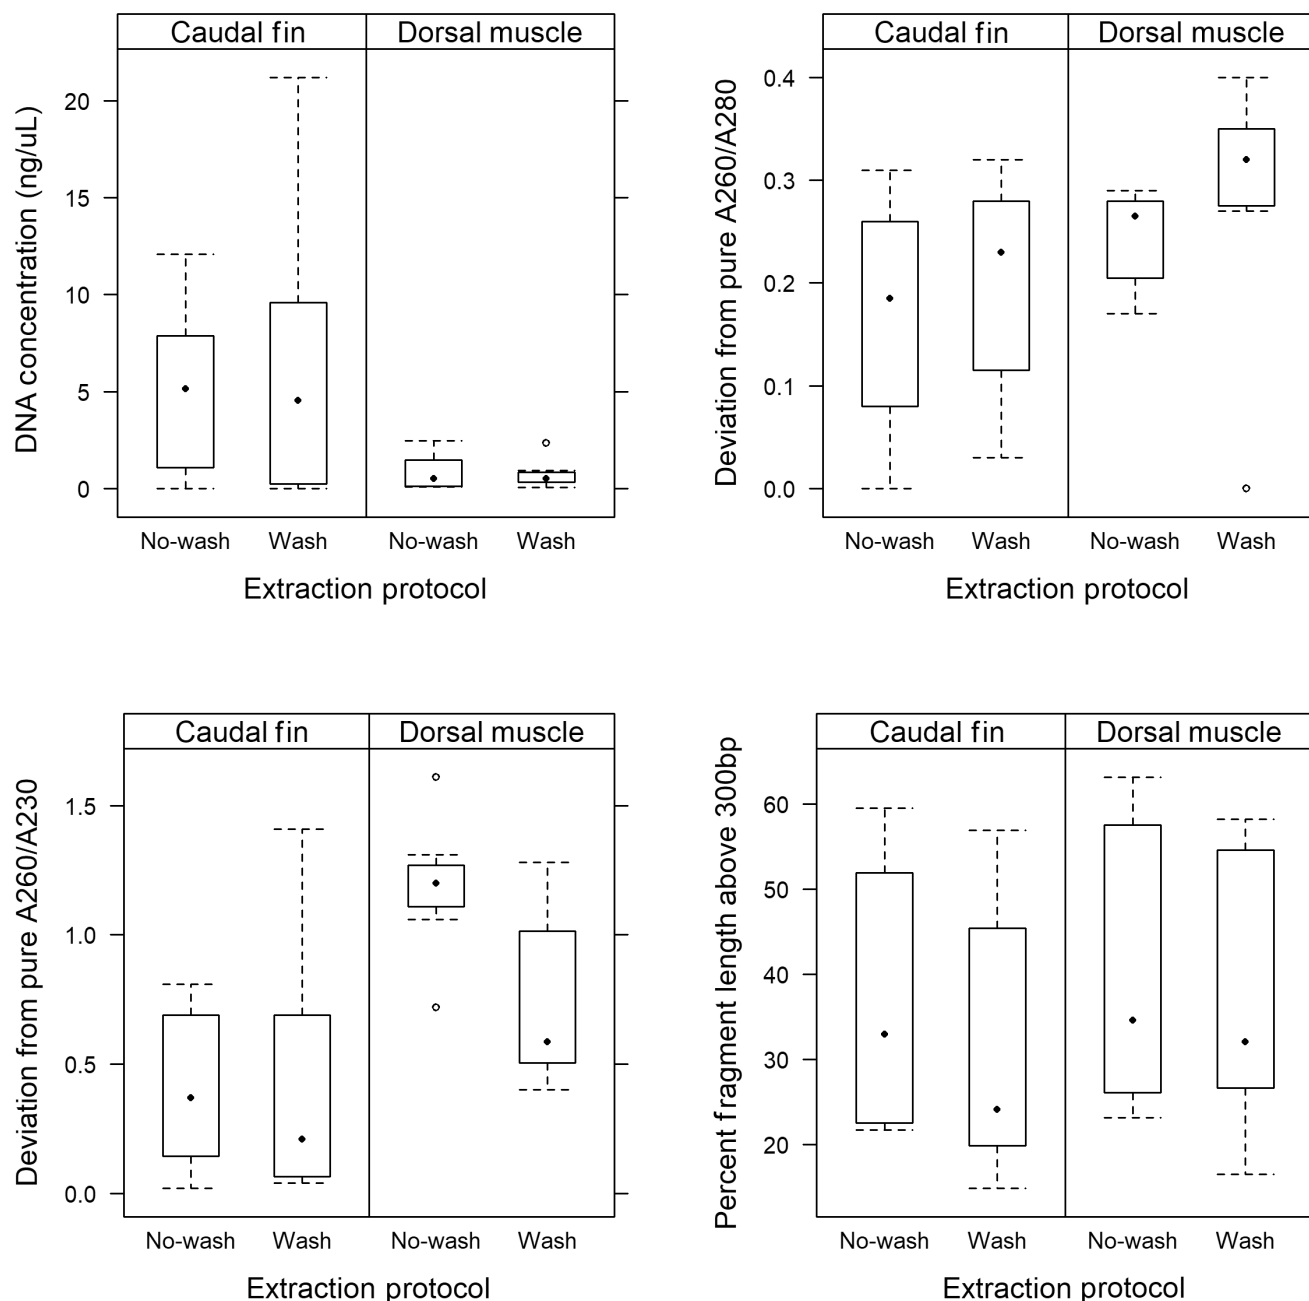 Caudal fin Dorsal muscle
DNA concentration (ng/uL)
20
15
10
5
0
No-wash Wash No-wash Wash
Extraction protocol
Caudal fin Dorsal muscle
Deviation from pure A260/A280
0.4
0.3
0.2
0.1
0.0
No-wash Wash No-wash Wash
Extraction protocol
Caudal fin Dorsal muscle
Deviation from pure A260/A230
1.5
1.0
0.5
0.0
No-wash Wash No-wash Wash
Extraction protocol
Caudal fin Dorsal muscle
Percent fragment length above 300bp
60
50
40
30
20
No-wash Wash No-wash Wash
Extraction protocol